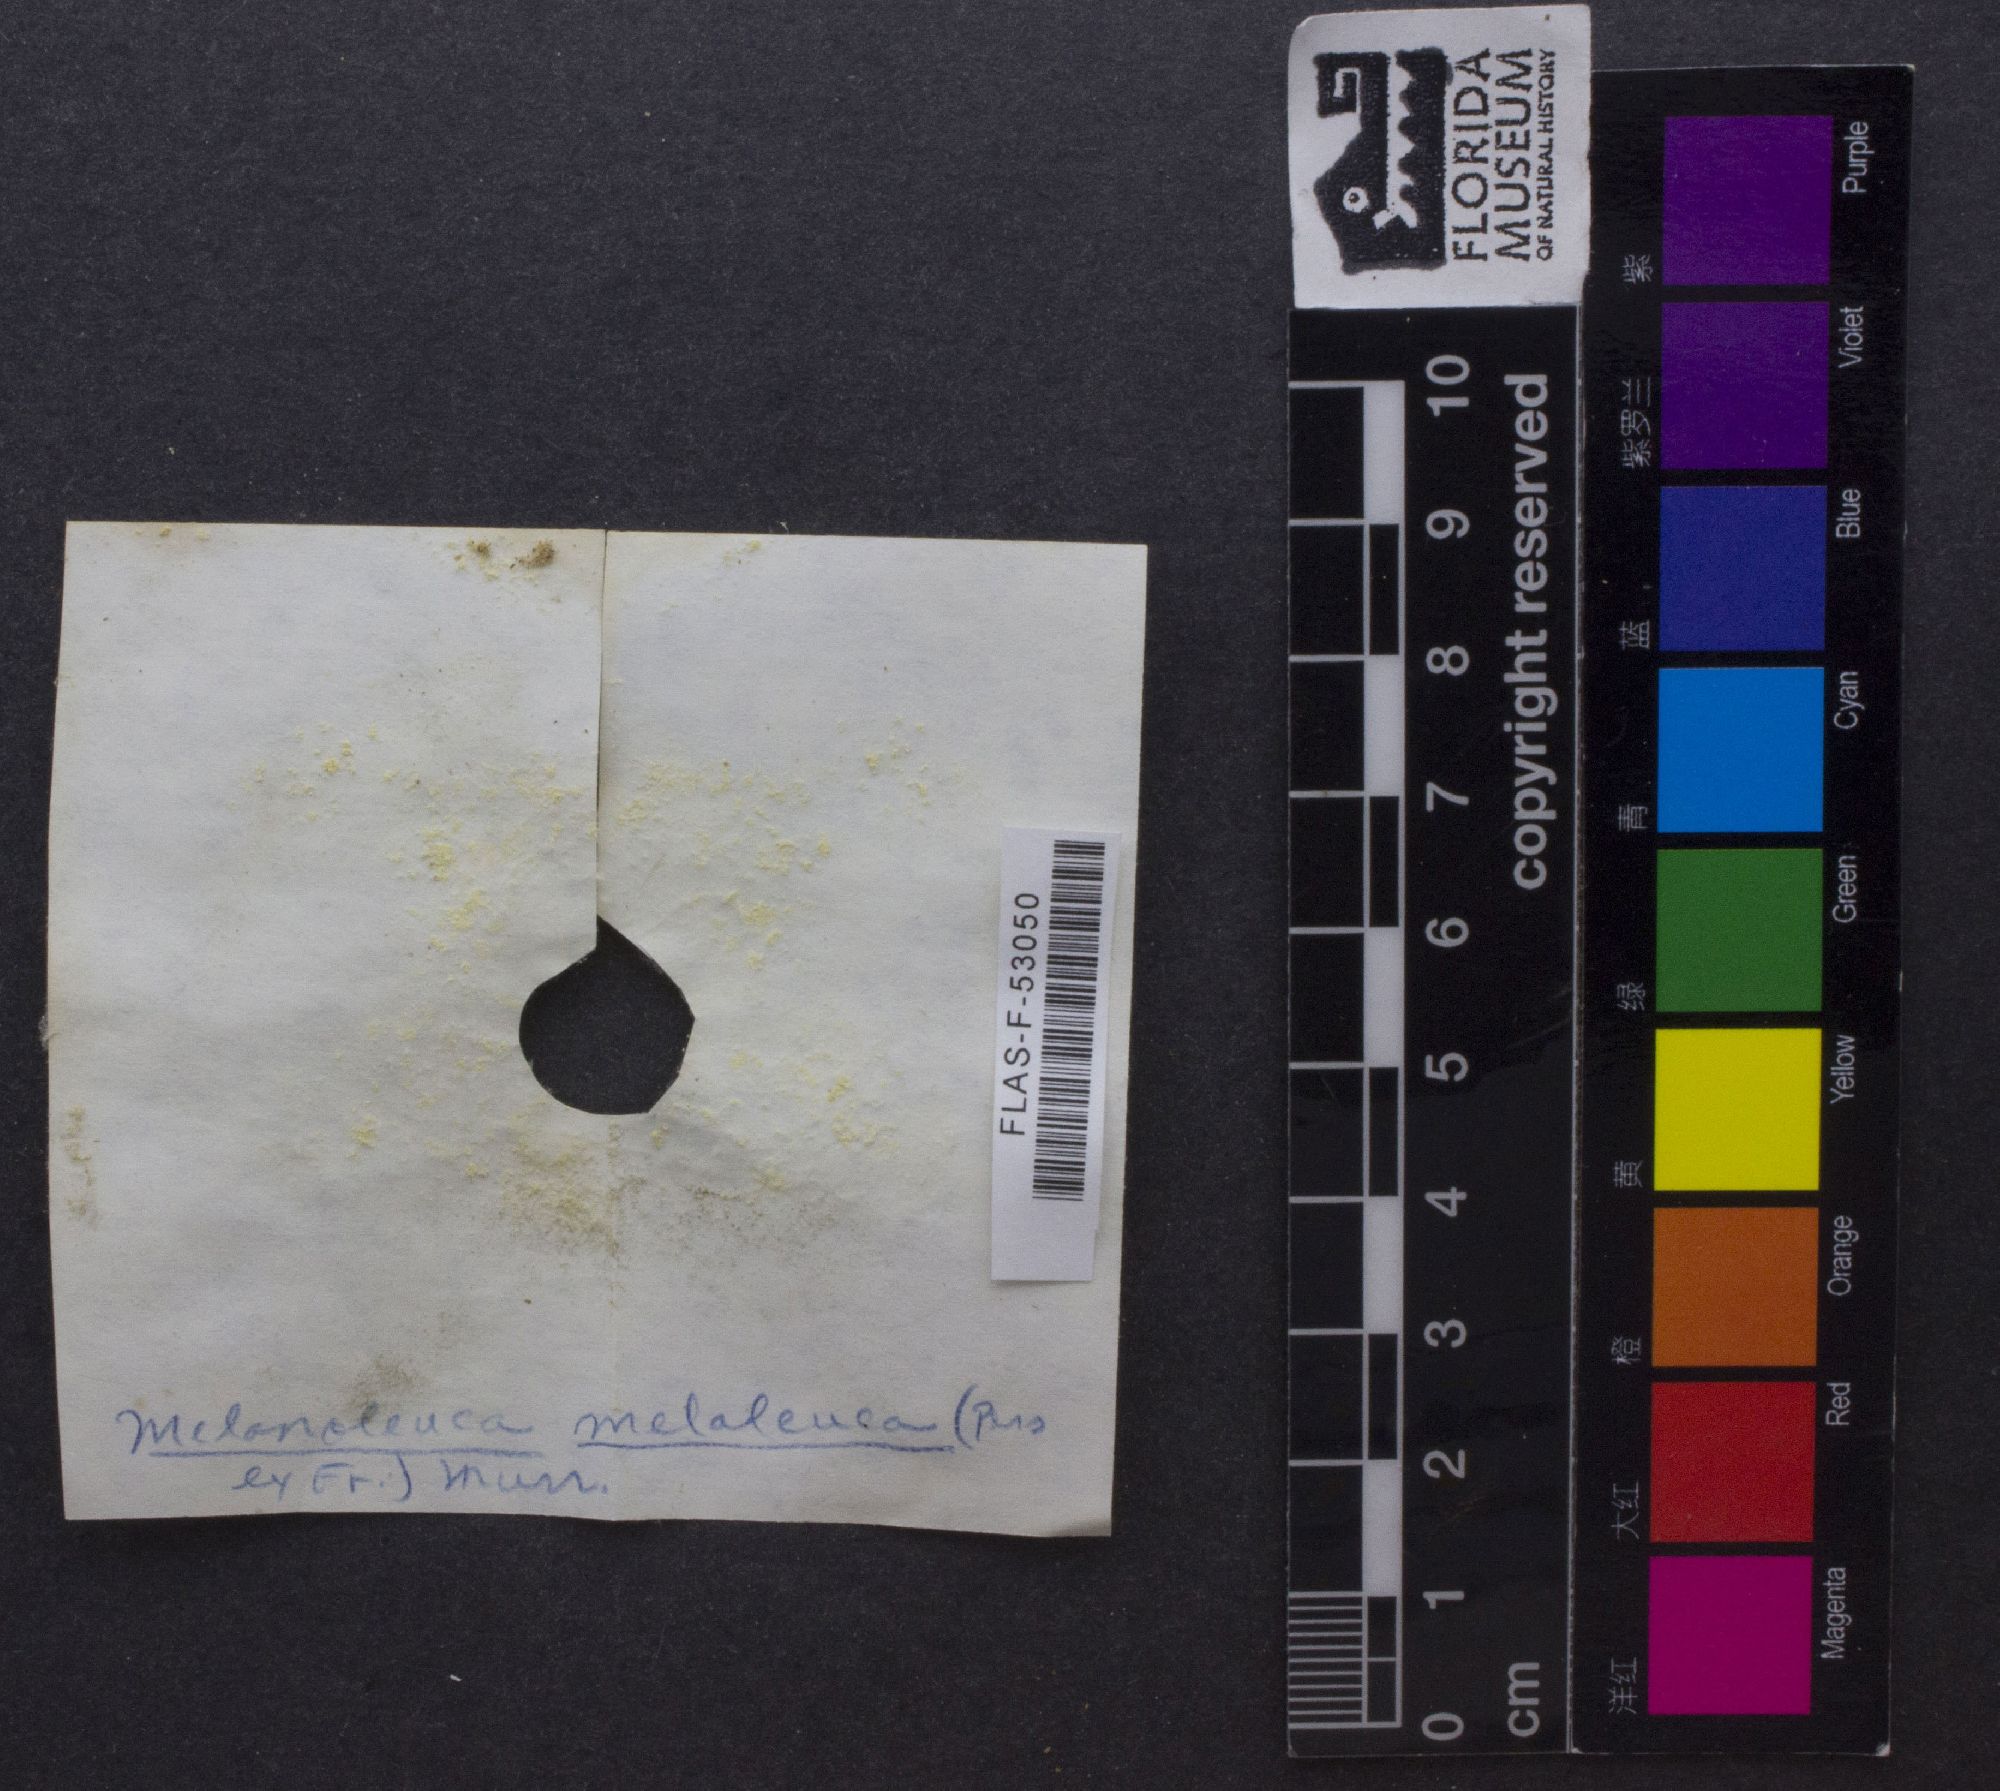 Melanoleuca melaleuca (Pers
ex Fr.) Murr.
FLAS-F-53050
FLORIDA
MUSEUM
OF NATURAL HISTORY
10
9
8
7
6
5
4
3
2
1
0
cm
copyright reserved
紫 Purple
紫罗兰 Violet
蓝 Blue
青 Cyan
绿 Green
黄 Yellow
橙 Orange
大红 Red
洋红 Magenta